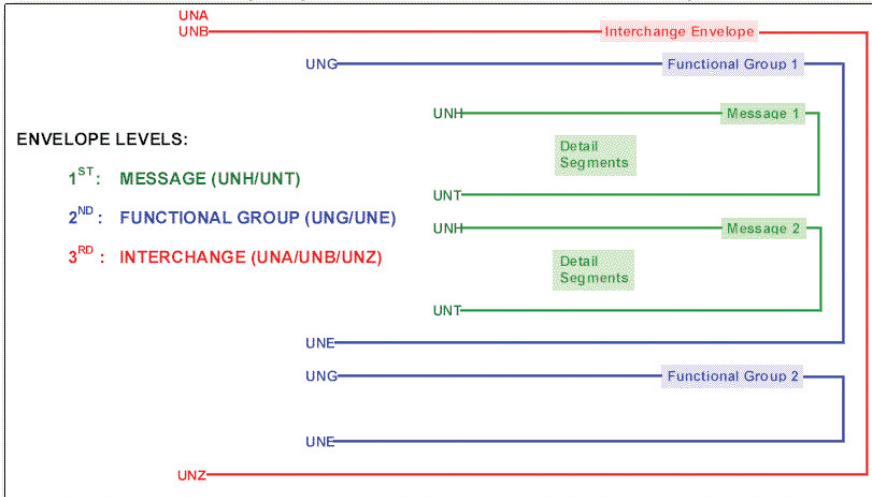 UNA
UNB Interchange Envelope
UNG Functional Group 1
UNH Message 1
ENVELOPE LEVELS:
Detail
Segments
1ST: MESSAGE (UNH/UNT)
UNT
2ND: FUNCTIONAL GROUP (UNG/UNE)
UNH Message 2
3RD: INTERCHANGE (UNA/UNB/UNZ)
Detail
Segments
UNT
UNE
UNG Functional Group 2
UNE
UNZ